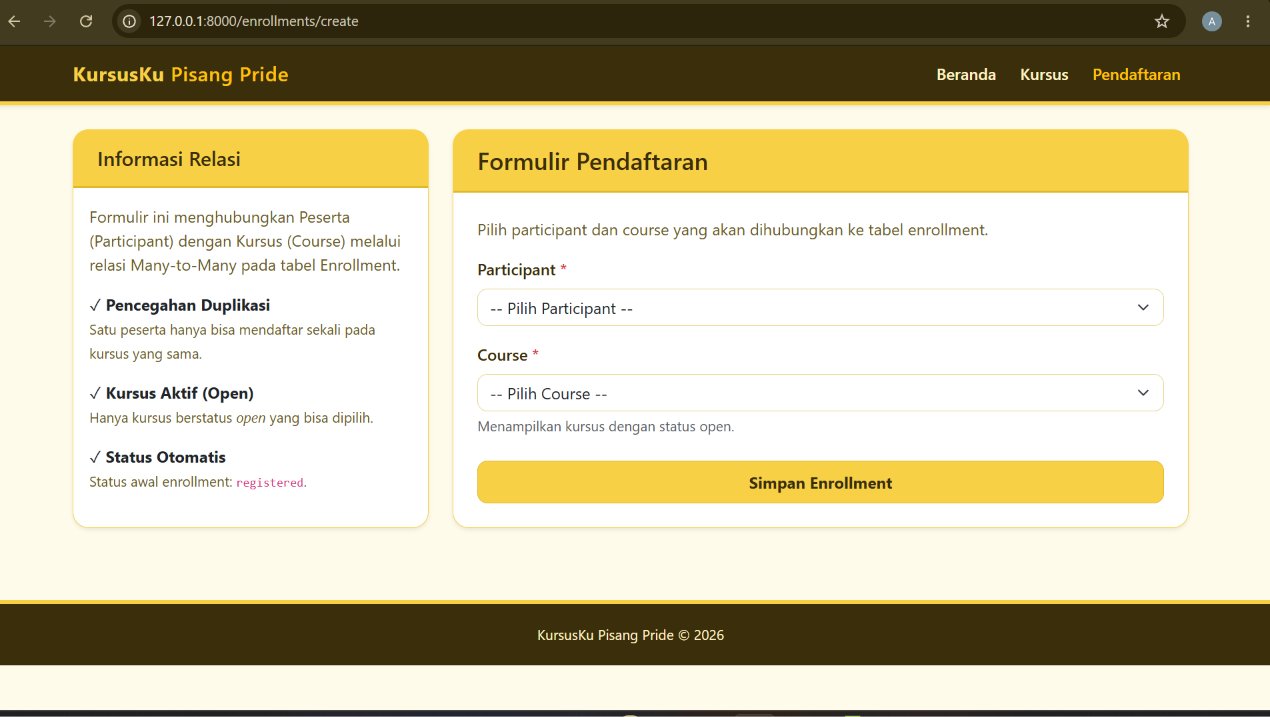 127.0.0.1:8000/enrollments/create
A
KursusKu Pisang Pride
Beranda
Kursus
Pendaftaran
Informasi Relasi
Formulir ini menghubungkan Peserta
(Participant) dengan Kursus (Course) melalui
relasi Many-to-Many pada tabel Enrollment.
✓ Pencegahan Duplikasi
Satu peserta hanya bisa mendaftar sekali pada
kursus yang sama.
✓ Kursus Aktif (Open)
Hanya kursus berstatus open yang bisa dipilih.
✓ Status Otomatis
Status awal enrollment: registered.
Formulir Pendaftaran
Pilih participant dan course yang akan dihubungkan ke tabel enrollment.
Participant *
-- Pilih Participant --
Course *
-- Pilih Course --
Menampilkan kursus dengan status open.
Simpan Enrollment
KursusKu Pisang Pride © 2026